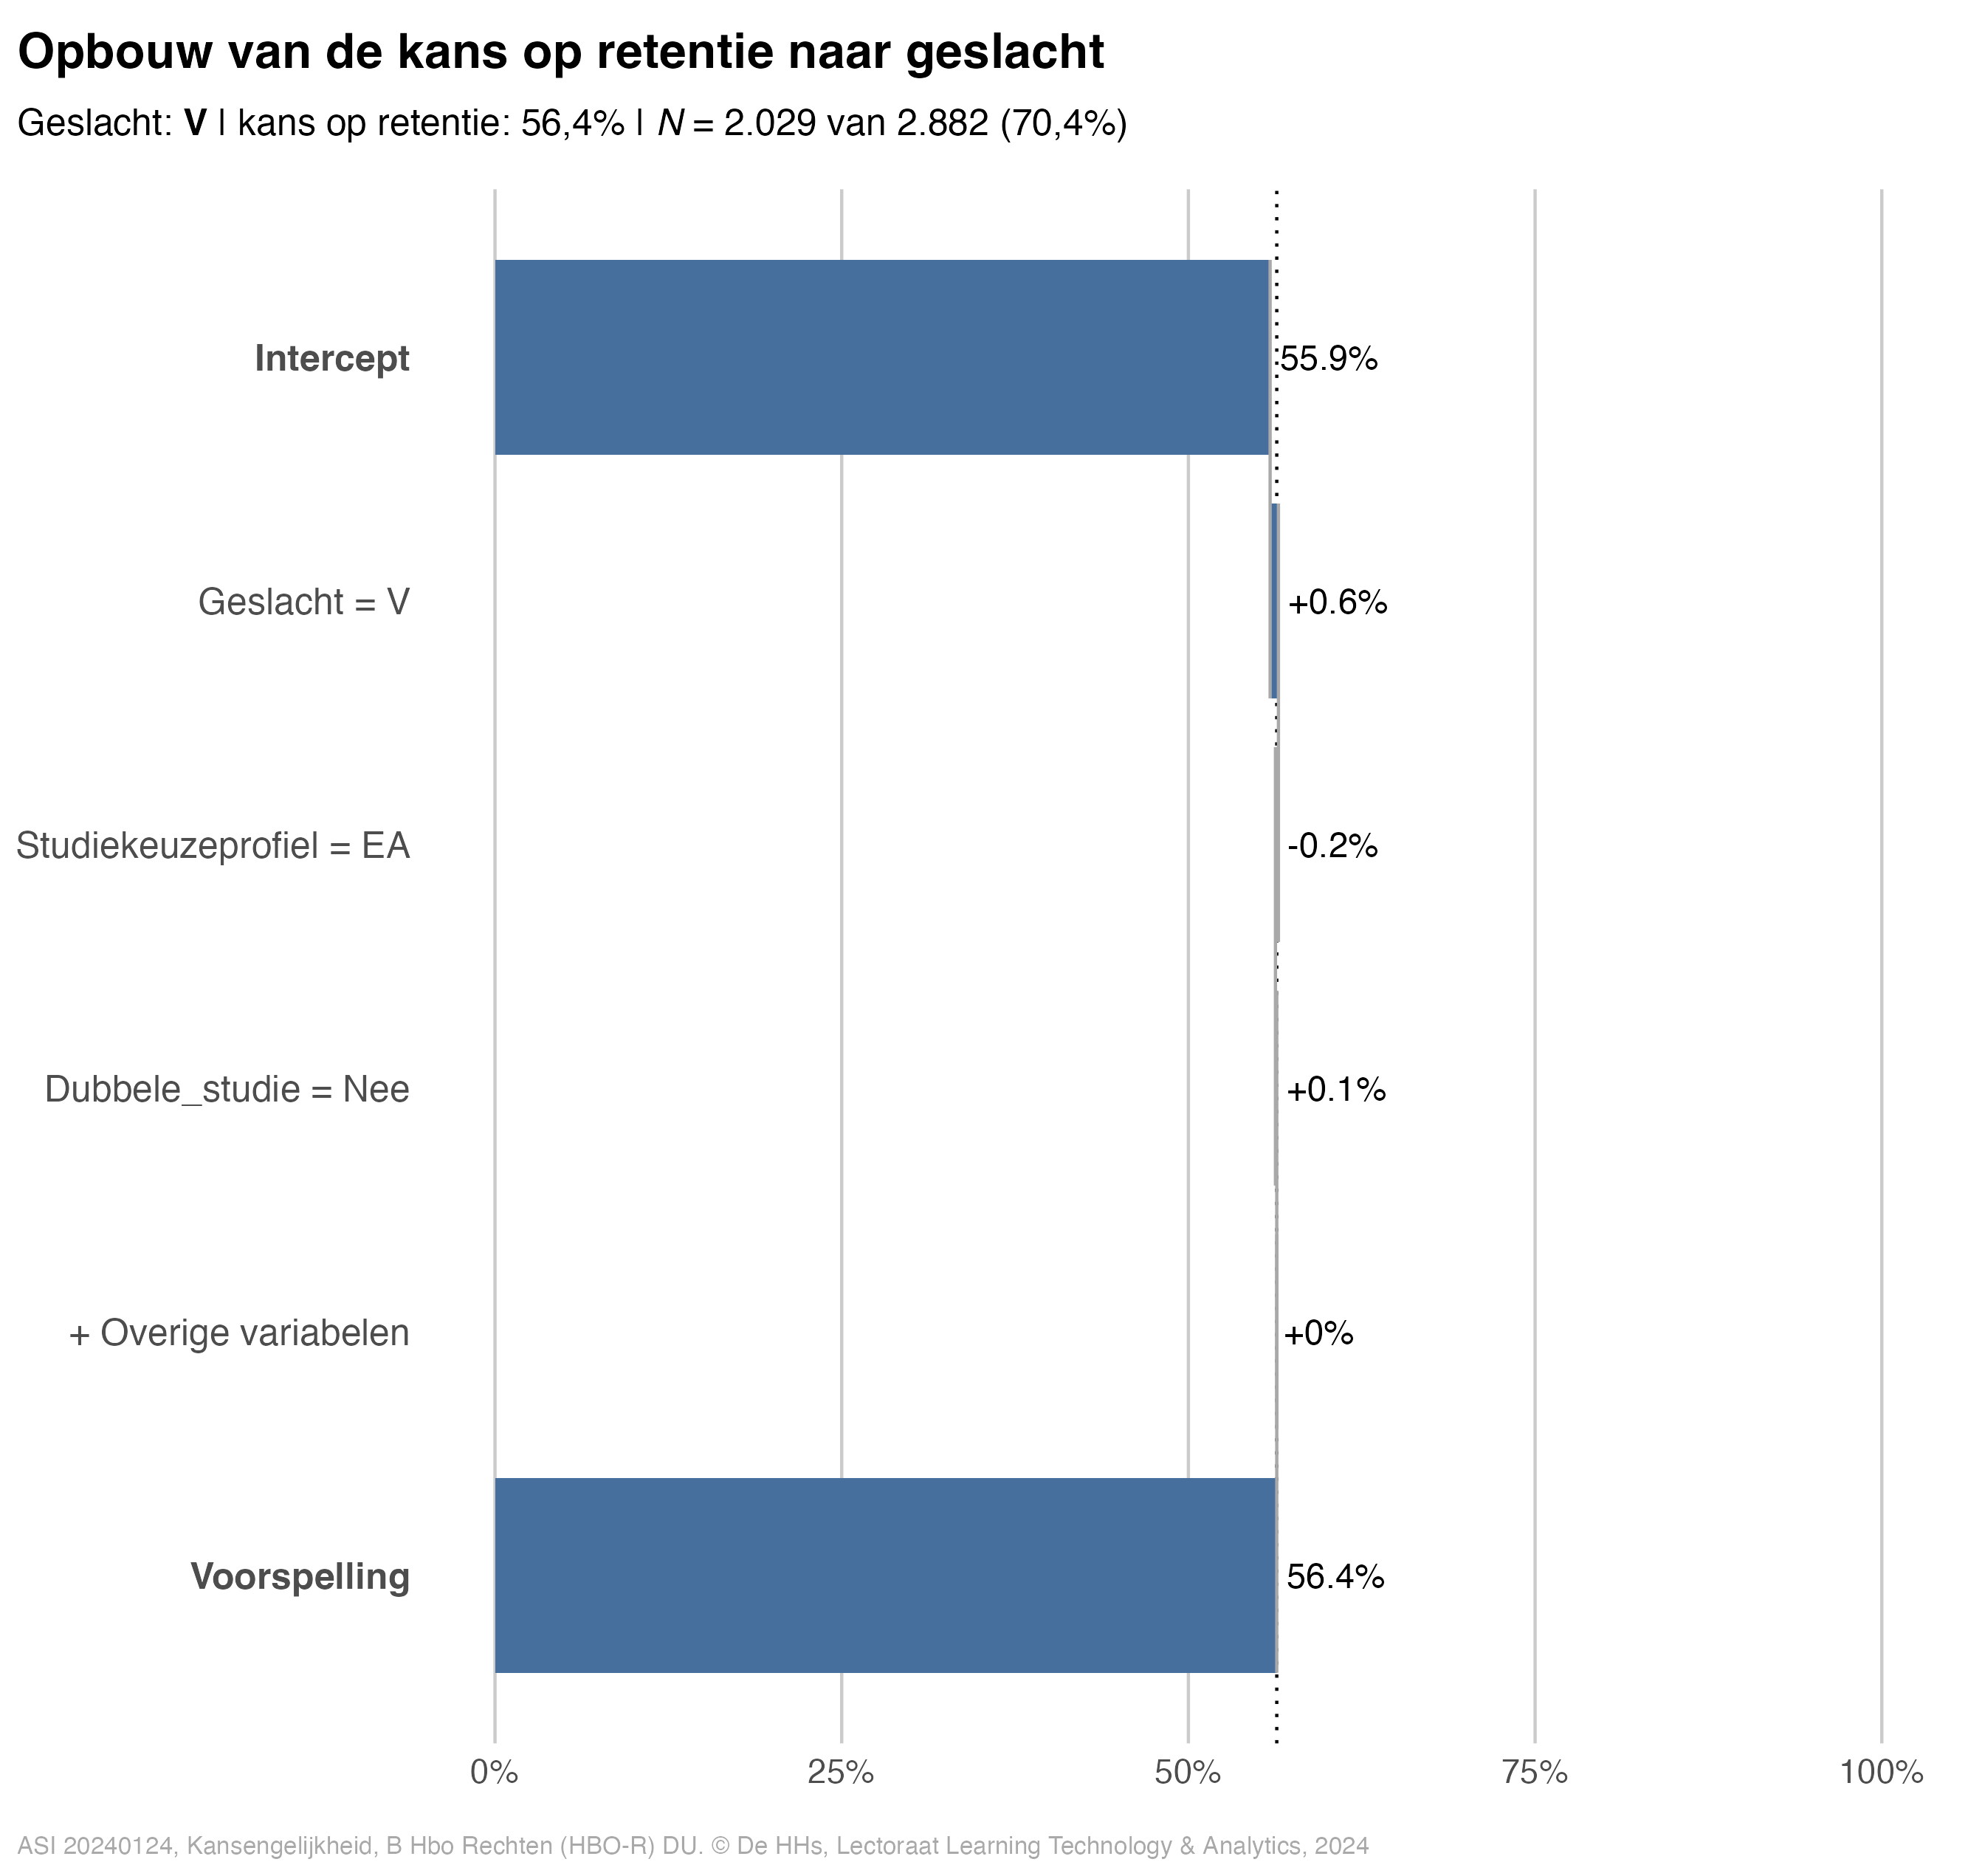 Opbouw van de kans op retentie naar geslacht
Geslacht: V | kans op retentie: 56,4% | N = 2.029 van 2.882 (70,4%)
Intercept
55.9%
Geslacht = V
+0.6%
Studiekeuzeprofiel = EA
-0.2%
Dubbele_studie = Nee
+0.1%
+ Overige variabelen
+0%
Voorspelling
56.4%
0% 25% 50% 75% 100%
ASI 20240124, Kansengelijkheid, B Hbo Rechten (HBO-R) DU. © De HHs, Lectoraat Learning Technology & Analytics, 2024